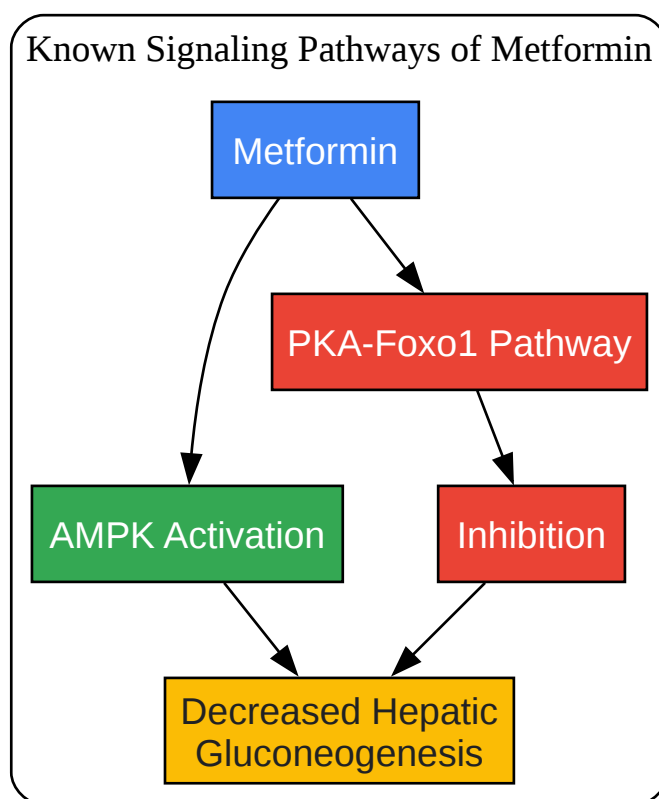 Known Signaling Pathways of Metformin
Metformin
PKA-Foxo1 Pathway
AMPK Activation
Inhibition
Decreased Hepatic
Gluconeogenesis